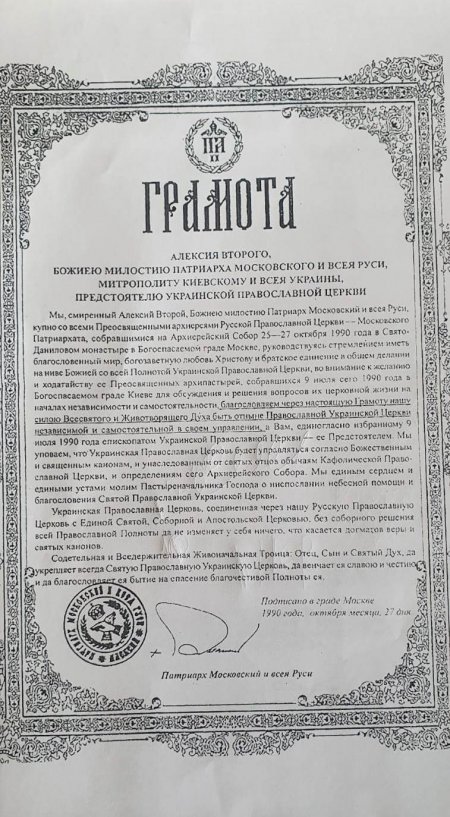 ПА
II
ГРАМОТА
АЛЕКСИЯ ВТОРОГО,
БОЖИЕЮ МИЛОСТИЮ ПАТРИАРХА МОСКОВСКОГО И ВСЕЯ РУСИ,
МИТРОПОЛИТУ КИЕВСКОМУ И ВСЕЯ УКРАИНЫ,
ПРЕДСТОЯТЕЛЮ УКРАИНСКОЙ ПРАВОСЛАВНОЙ ЦЕРКВИ
Мы, смиренный Алексий Второй, Божиею милостию Патриарх Московский и всея Руси,
купно со всеми Преосвященными архиереями Русской Православной Церкви — Московского
Патриархата, собравшимися на Архиерейский Собор 25—27 октября 1990 года в Свято-
Даниловом монастыре в Богоспасаемом граде Москве, руководствуясь стремлением иметь
благословенный мир, богозаветную любовь Христову и братское единение в общем делании
на ниве Божией со всей Полнотой Украинской Православной Церкви, во внимание к желанию
и ходатайству ее Преосвященных архипастырей, собравшихся 9 июля сего 1990 года в
Богоспасаемом граде Киеве для обсуждения и решения вопросов их церковной жизни на
началах независимости и самостоятельности, благословляем через настоящую Грамоту нашу
силою Всесвятого и Животворящего Духа быть отныне Православной Украинской Церкви
независимой и самостоятельной в своем управлении, а Вам, единогласно избранному 9
июля 1990 года епископатом Украинской Православной Церкви — ее Предстоятелем. Мы
уповаем, что Украинская Православная Церковь будет управляться согласно Божественным
и священным канонам, и унаследованным от святых отцов обычаям Кафолической Право-
славной Церкви, и определениям сего Архиерейского Собора. Мы единым сердцем и
едиными устами молим Пастыреначальника Господа о ниспослании небесной помощи и
благословения Святой Православной Украинской Церкви.
Украинская Православная Церковь, соединенная через нашу Русскую Православную
Церковь с Единой Святой, Соборной и Апостольской Церковью, без соборного решения
всей Православной Полноты да не изменяет у себя ничего, что касается догматов веры и
святых канонов.
Содетельная и Вседержительная Живоначальная Троица: Отец, Сын и Святый Дух, да
укрепляет всегда Святую Православную Украинскую Церковь, да венчает ся славою и честию
и да благословляет ея бытие на спасение благочестивой Полноты ея.
Подписано в граде Москве
1990 года, октября месяца, 27 дня
Патриарх Московский и всея Руси